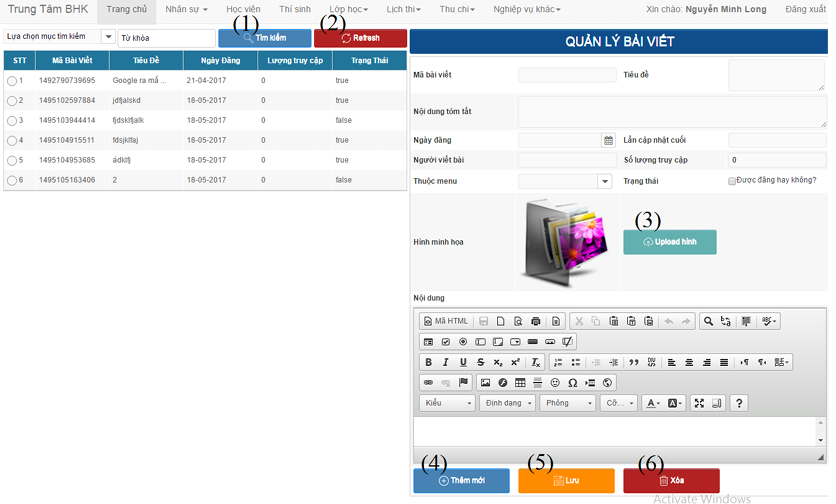 Trung Tâm BHK Trang chủ Nhân sự Học viên Thí sinh Lớp học Lịch thi Thu chi Nghiệp vụ khác Xin chào: Nguyễn Minh Long Đăng xuất
(1) (2)
Lựa chọn mục tìm kiếm Từ khóa Tìm kiếm Refresh
STT Mã Bài Viết Tiêu Đề Ngày Đăng Lượng truy cập Trạng Thái
1 1492790739695 Google ra mắ ... 21-04-2017 0 true
2 1495102597884 jdfjalskd 18-05-2017 0 true
3 1495103944414 fjdsklfjalk 18-05-2017 0 false
4 1495104915511 fdsjklfaj 18-05-2017 0 true
5 1495104953685 ádklfj 18-05-2017 0 true
6 1495105163406 2 18-05-2017 0 false
QUẢN LÝ BÀI VIẾT
Mã bài viết Tiêu đề
Nội dung tóm tắt
Ngày đăng Lần cập nhật cuối
Người viết bài Số lượng truy cập 0
Thuộc menu Trạng thái Được đăng hay không?
(3)
Hình minh họa Upload hình
Nội dung
Mã HTML
B I U S x₂ x² Tx
Kiểu Định dạng Phông Cỡ... A A ?
(4) (5) (6)
Thêm mới Lưu Xóa
Activate Windows